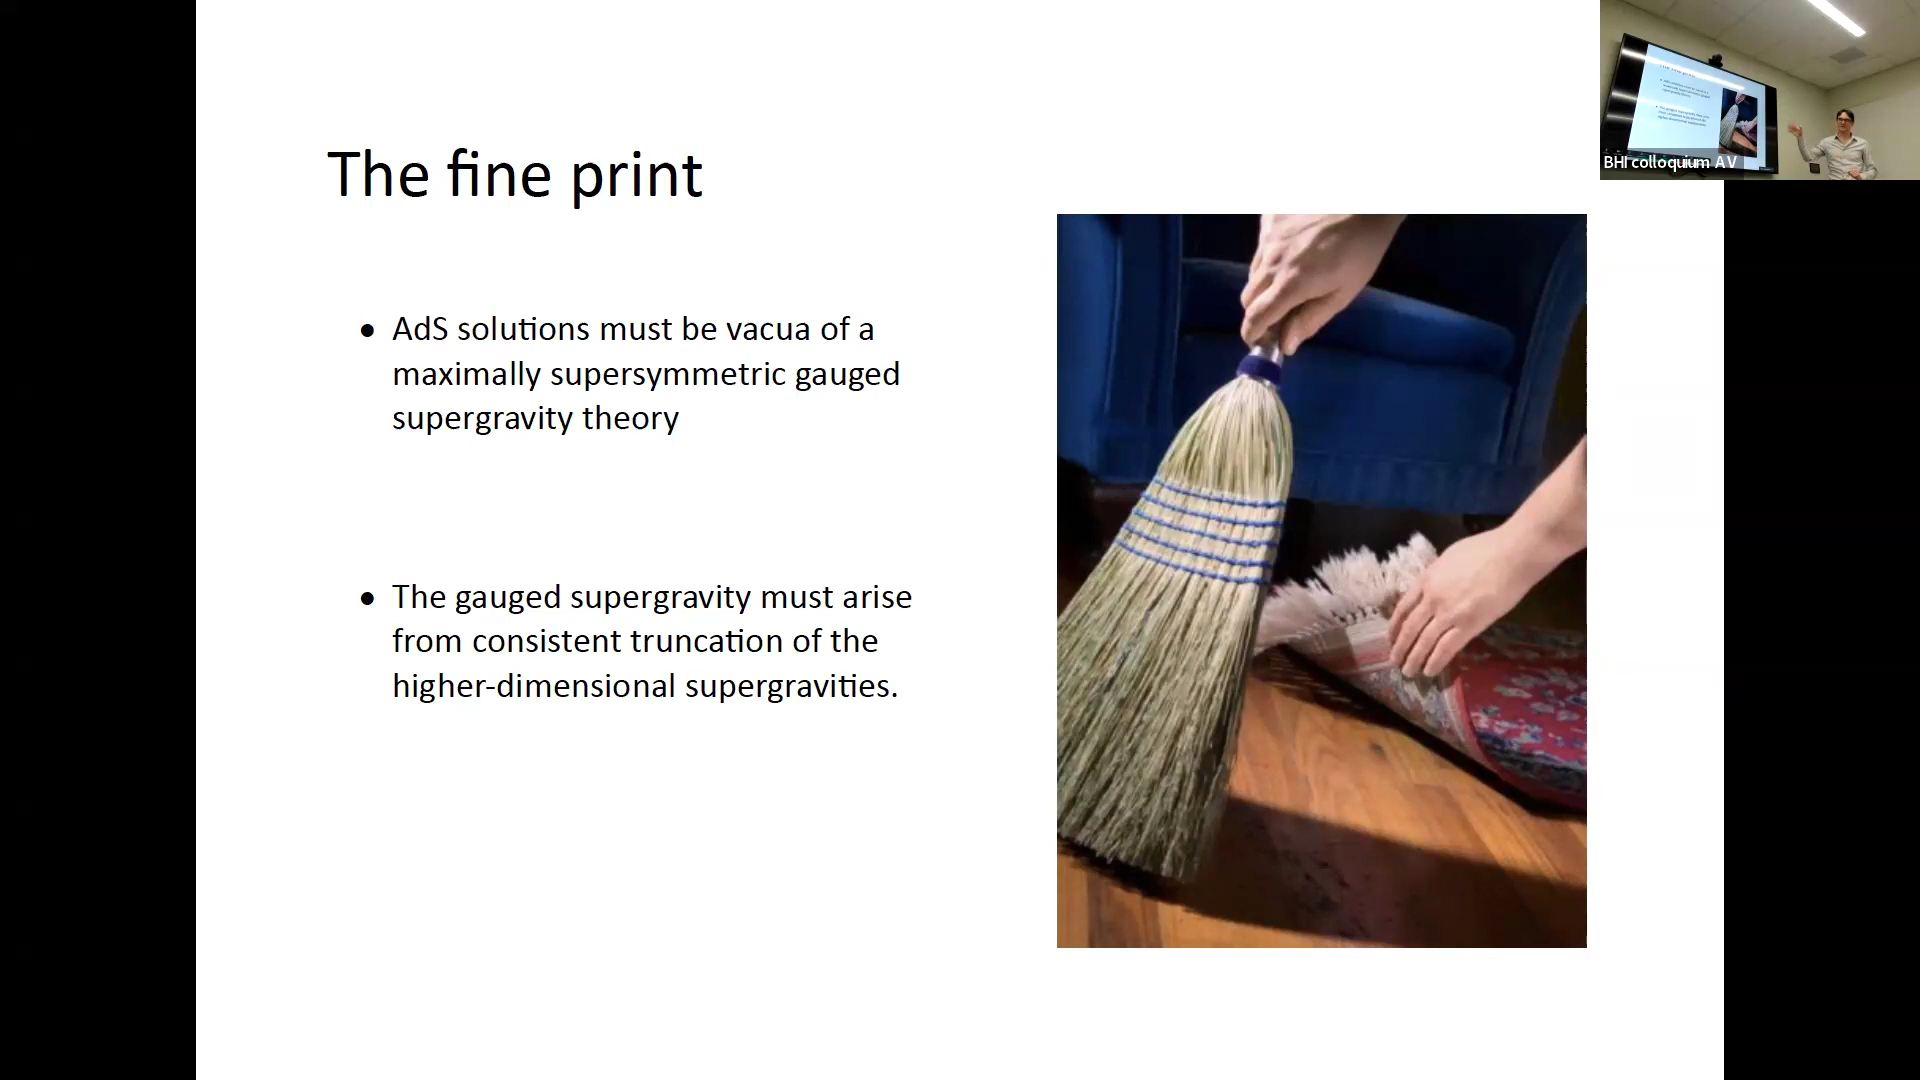 The fine print
• AdS solutions must be vacua of a
maximally supersymmetric gauged
supergravity theory
• The gauged supergravity must arise
from consistent truncation of the
higher-dimensional supergravities.
BHI colloquium AV